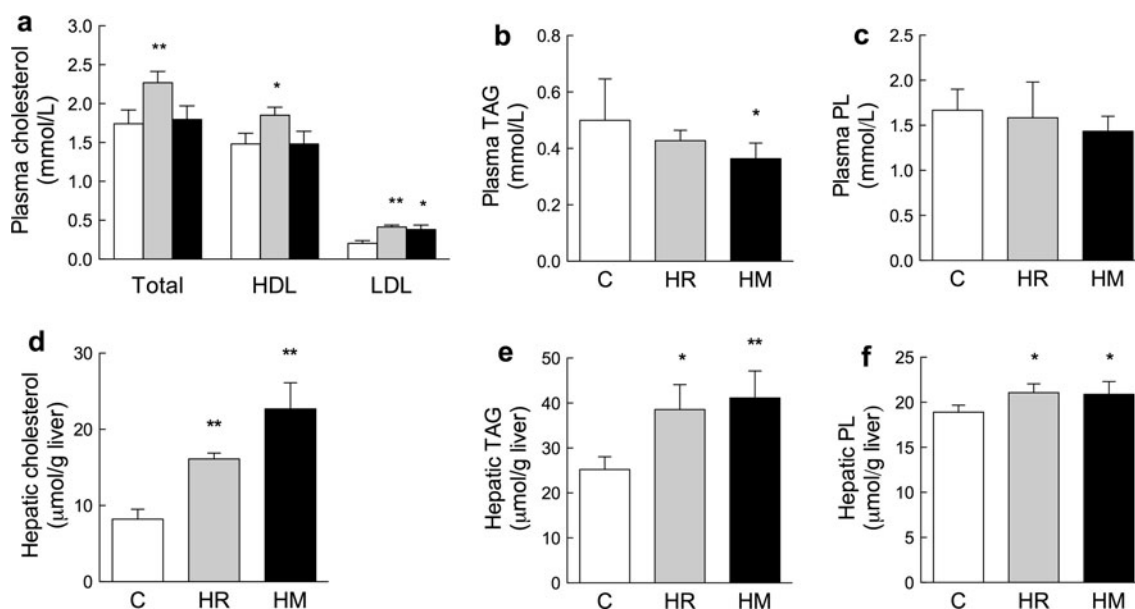 a
Plasma cholesterol
(mmol/L)
3.0
2.5
2.0
1.5
1.0
0.5
0.0
**
*
**
*
Total HDL LDL
b
Plasma TAG
(mmol/L)
0.8
0.6
0.4
0.2
0.0
*
C HR HM
c
Plasma PL
(mmol/L)
2.5
2.0
1.5
1.0
0.5
0.0
C HR HM
d
Hepatic cholesterol
(µmol/g liver)
30
20
10
0
**
**
C HR HM
e
Hepatic TAG
(µmol/g liver)
50
40
30
20
10
0
*
**
C HR HM
f
Hepatic PL
(µmol/g liver)
25
20
15
10
5
0
*
*
C HR HM